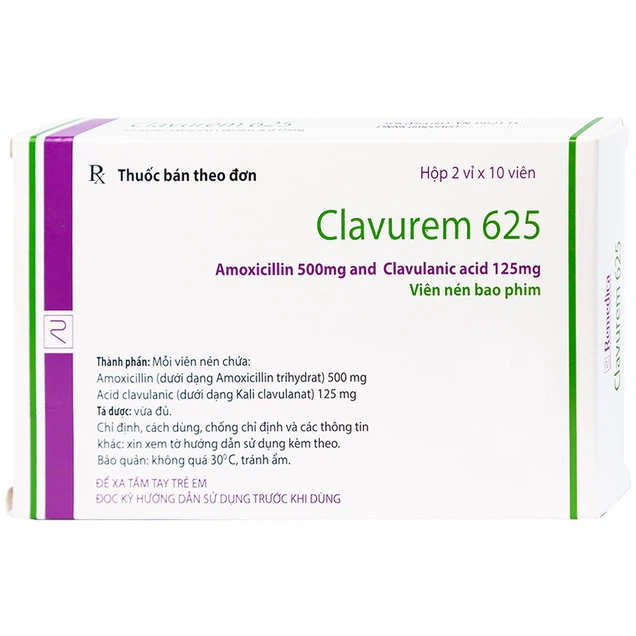 Clavurem 625
Rx Thuốc bán theo đơn
Hộp 2 vỉ x 10 viên
Clavurem 625
Amoxicillin 500mg and Clavulanic acid 125mg
Viên nén bao phim
Thành phần: Mỗi viên nén chứa:
Amoxicillin (dưới dạng Amoxicillin trihydrat) 500 mg
Acid clavulanic (dưới dạng Kali clavulanat) 125 mg
Tá dược: vừa đủ.
Chỉ định, cách dùng, chống chỉ định và các thông tin
khác: xin xem tờ hướng dẫn sử dụng kèm theo.
Bảo quản: không quá 30⁰C, tránh ẩm.
ĐỂ XA TẦM TAY TRẺ EM
ĐỌC KỸ HƯỚNG DẪN SỬ DỤNG TRƯỚC KHI DÙNG
Remedica
Clavurem 625